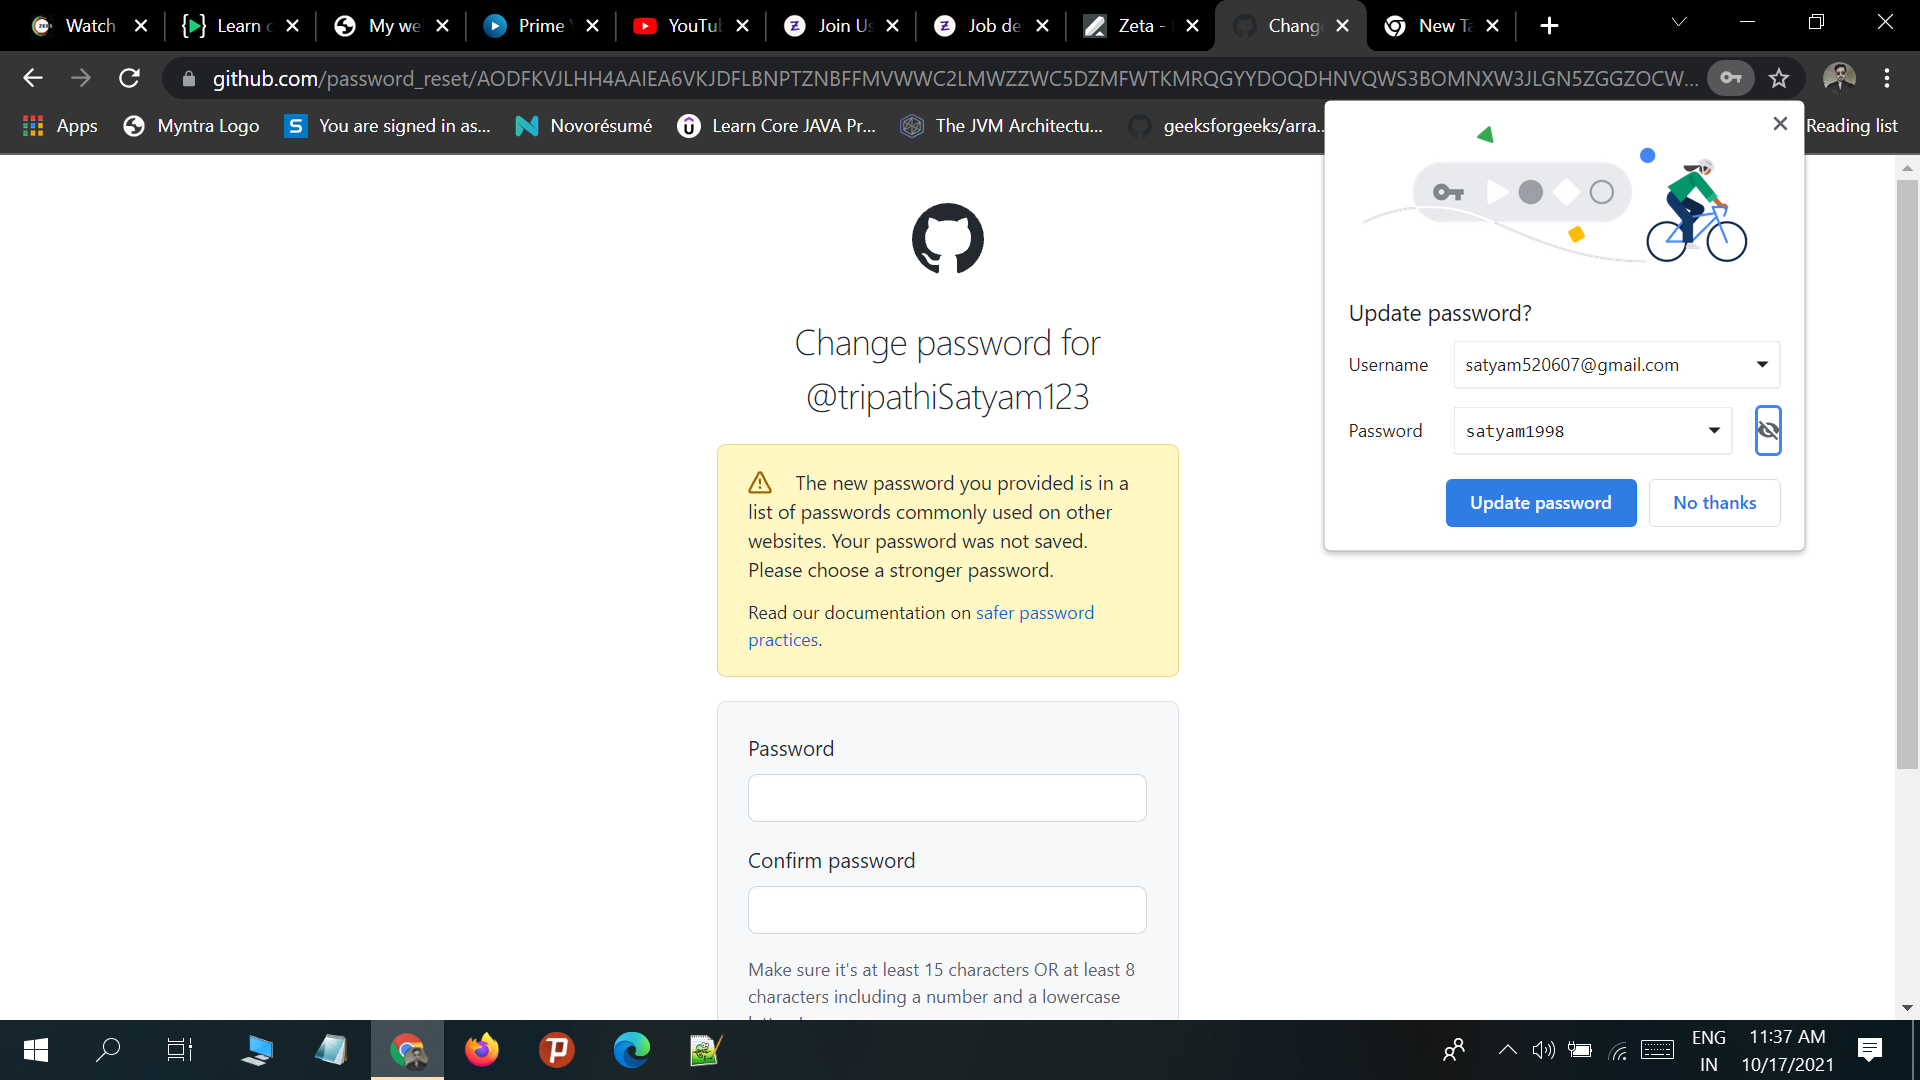 Watch
Learn c
My we
Prime V
YouTub
Join Us
Job de
Zeta -
Chang
New Ta
github.com/password_reset/AODFKVJLHH4AAIEA6VKJDFLBNPTZNBFFMVWWC2LMWZZWC5DZMFWTKMRQGYYDOQDHNVQWS3BOMNXW3JLGN5ZGGZOCW...
Apps
Myntra Logo
You are signed in as...
Novorésumé
Learn Core JAVA Pr...
The JVM Architectu...
geeksforgeeks/arra...
Reading list
Change password for
@tripathiSatyam123
The new password you provided is in a
list of passwords commonly used on other
websites. Your password was not saved.
Please choose a stronger password.
Read our documentation on safer password
practices.
Password
Confirm password
Make sure it's at least 15 characters OR at least 8
characters including a number and a lowercase
Update password?
Username satyam520607@gmail.com
Password satyam1998
Update password No thanks
ENG
IN
11:37 AM
10/17/2021